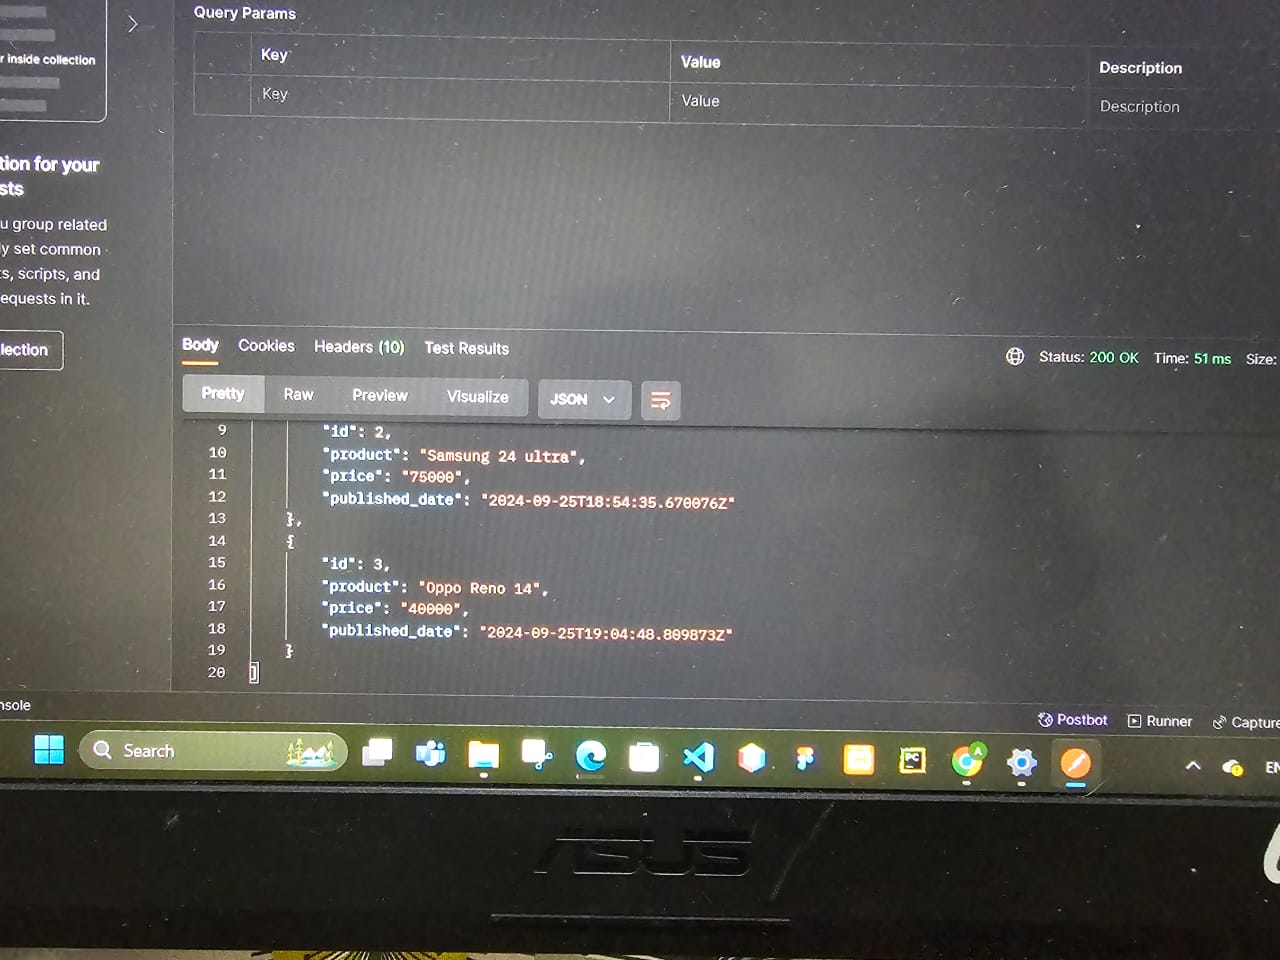 Query Params
Key Value Description
Key Value Description
r inside collection
tion for your
sts
u group related
y set common
s, scripts, and
equests in it.
lection
Body Cookies Headers (10) Test Results
Status: 200 OK Time: 51 ms Size:
Pretty Raw Preview Visualize JSON
9 "id": 2,
10 "product": "Samsung 24 ultra",
11 "price": "75000",
12 "published_date": "2024-09-25T18:54:35.670076Z"
13 },
14 {
15 "id": 3,
16 "product": "Oppo Reno 14",
17 "price": "40000",
18 "published_date": "2024-09-25T19:04:48.809873Z"
19 }
20 ]
nsole
Postbot Runner Capture
Search
PC
A
EN
ASUS